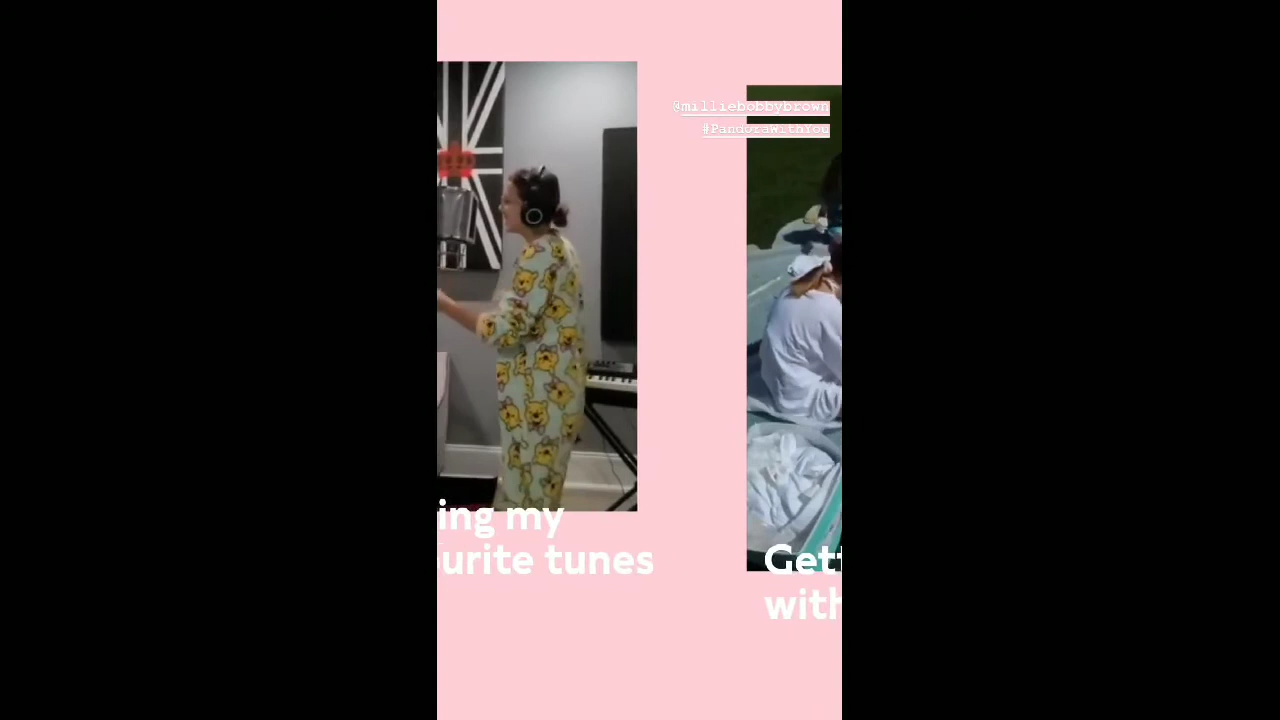 @milliebobbybrown
#PandoraWithYou
ing my
urite tunes
Gett
with